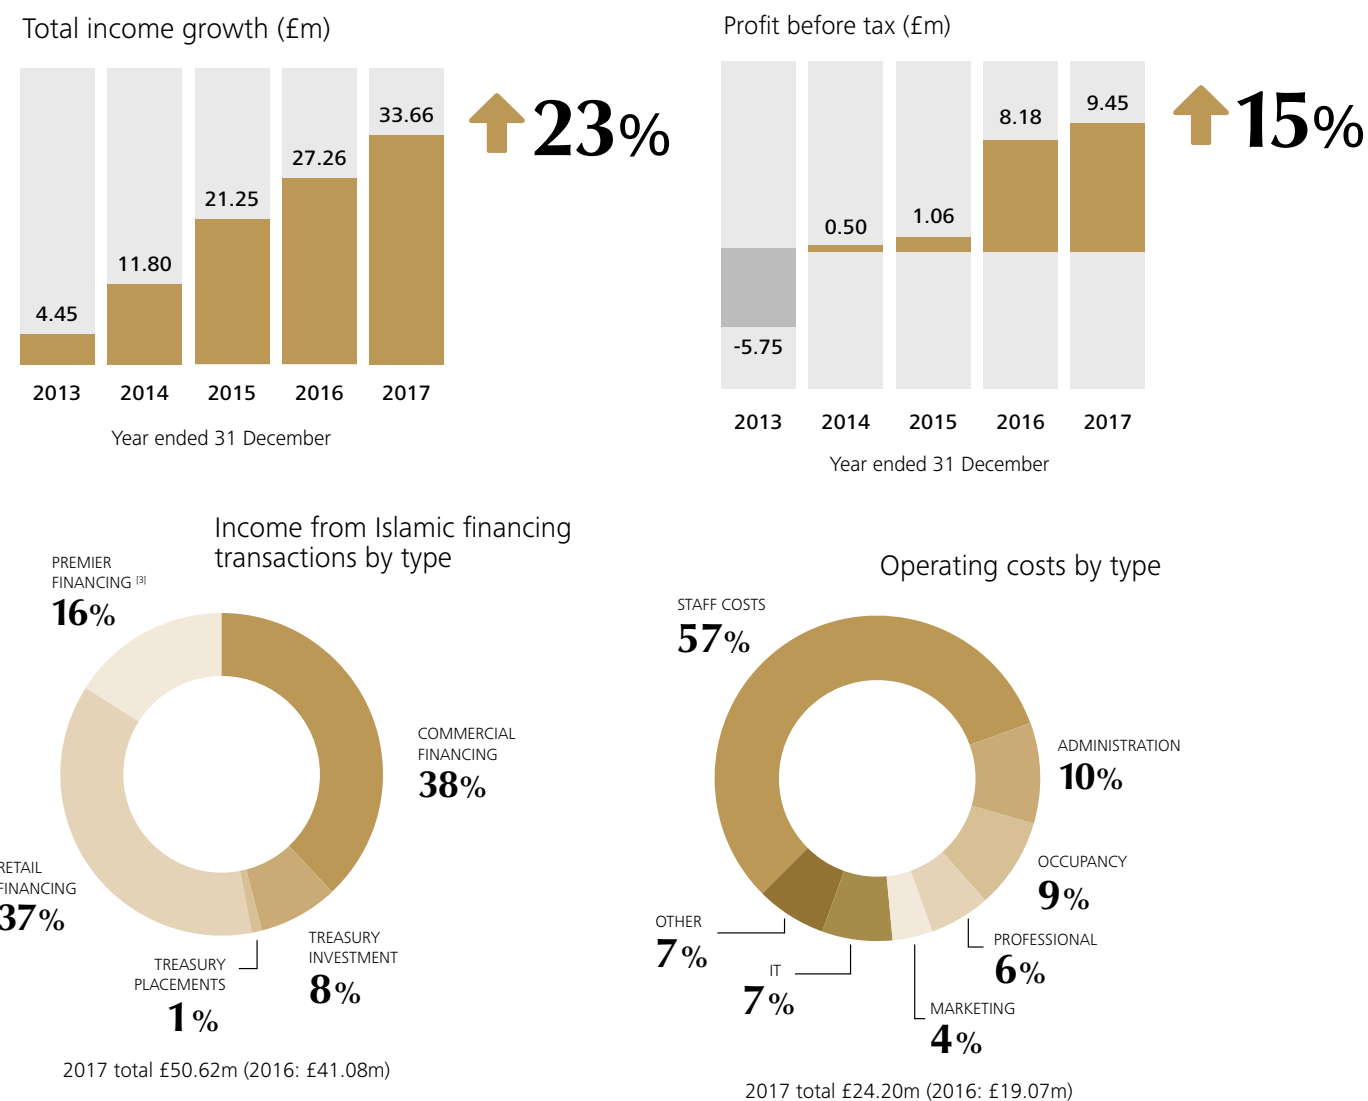 Total income growth (£m)
4.45
11.80
21.25
27.26
33.66
2013 2014 2015 2016 2017
Year ended 31 December
23%
Profit before tax (£m)
-5.75
0.50
1.06
8.18
9.45
2013 2014 2015 2016 2017
Year ended 31 December
15%
Income from Islamic financing
transactions by type
PREMIER
FINANCING [3]
16%
COMMERCIAL
FINANCING
38%
RETAIL
FINANCING
37%
TREASURY
PLACEMENTS
1%
TREASURY
INVESTMENT
8%
2017 total £50.62m (2016: £41.08m)
Operating costs by type
STAFF COSTS
57%
ADMINISTRATION
10%
OCCUPANCY
9%
PROFESSIONAL
6%
MARKETING
4%
IT
7%
OTHER
7%
2017 total £24.20m (2016: £19.07m)